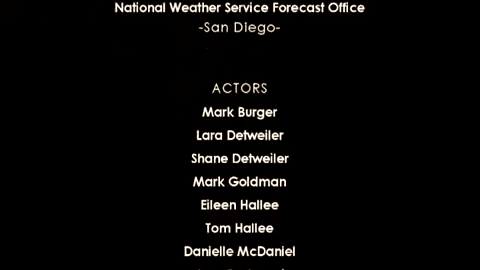 National Weather Service Forecast Office
-San Diego-
ACTORS
Mark Burger
Lara Detweiler
Shane Detweiler
Mark Goldman
Eileen Hallee
Tom Hallee
Danielle McDaniel